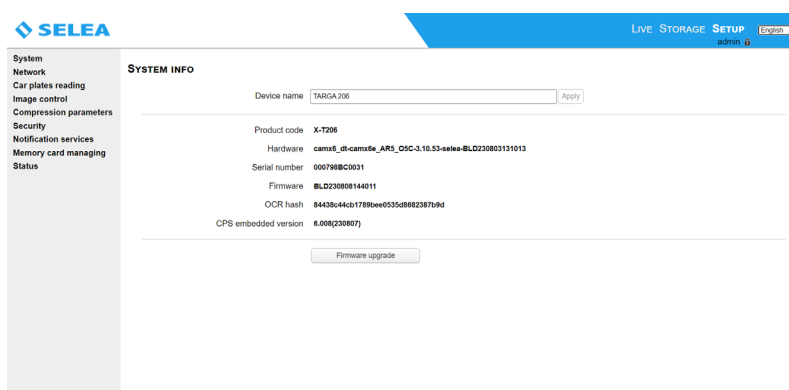 SELEA
LIVE STORAGE SETUP English
admin
System
Network
Car plates reading
Image control
Compression parameters
Security
Notification services
Memory card managing
Status
SYSTEM INFO
Device name TARGA 206 Apply
Product code X-T206
Hardware camx6_dt-camx6e_AR5_O5C-3.10.53-selea-BLD230803131013
Serial number 000798BC0031
Firmware BLD230808144011
OCR hash 84438c44cb1789bee0535d8682387b9d
CPS embedded version 6.008(230807)
Firmware upgrade